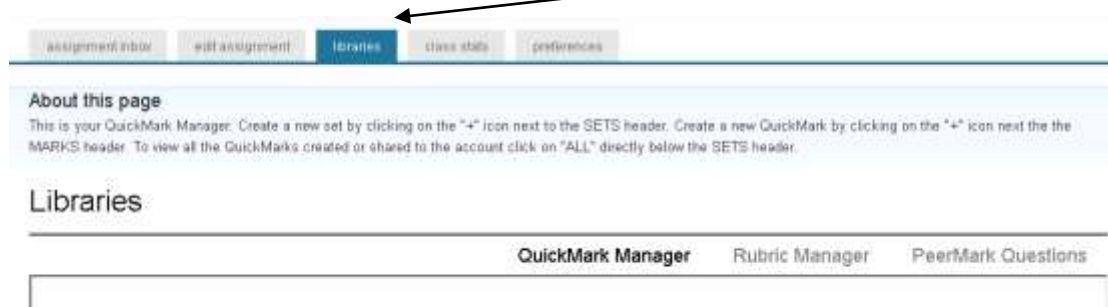 assignment inbox edit assignment libraries class stats preferences
About this page
This is your QuickMark Manager. Create a new set by clicking on the "+" icon next to the SETS header. Create a new QuickMark by clicking on the "+" icon next the the
MARKS header. To view all the QuickMarks created or shared to the account click on "ALL" directly below the SETS header.
Libraries
QuickMark Manager Rubric Manager PeerMark Questions